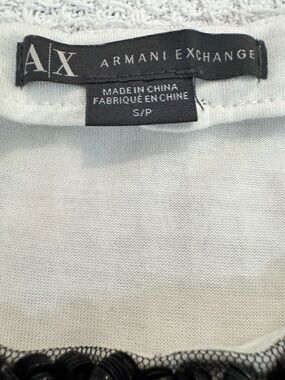 A|X ARMANI EXCHANGE
MADE IN CHINA
FABRIQUÉ EN CHINE
S/P